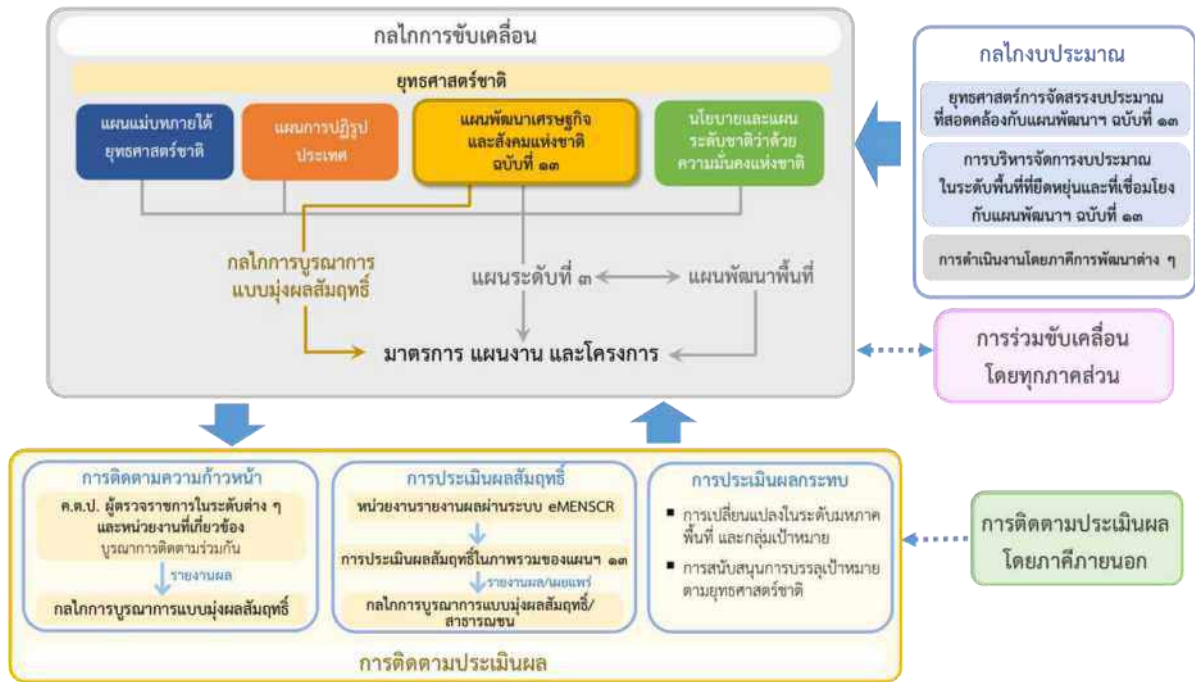 กลไกการขับเคลื่อน
ยุทธศาสตร์ชาติ
แผนแม่บทภายใต้
ยุทธศาสตร์ชาติ
แผนการปฏิรูป
ประเทศ
แผนพัฒนาเศรษฐกิจ
และสังคมแห่งชาติ
ฉบับที่ ๑๓
นโยบายและแผน
ระดับชาติว่าด้วย
ความมั่นคงแห่งชาติ
กลไกการบูรณาการ
แบบมุ่งผลสัมฤทธิ์
แผนระดับที่ ๓
แผนพัฒนาพื้นที่
มาตรการ แผนงาน และโครงการ
กลไกงบประมาณ
ยุทธศาสตร์การจัดสรรงบประมาณ
ที่สอดคล้องกับแผนพัฒนาฯ ฉบับที่ ๑๓
การบริหารจัดการงบประมาณ
ในระดับพื้นที่ที่ยืดหยุ่นและที่เชื่อมโยง
กับแผนพัฒนาฯ ฉบับที่ ๑๓
การดำเนินงานโดยภาคีการพัฒนาต่าง ๆ
การร่วมขับเคลื่อน
โดยทุกภาคส่วน
การติดตามความก้าวหน้า
ค.ต.ป. ผู้ตรวจราชการในระดับต่าง ๆ
และหน่วยงานที่เกี่ยวข้อง
บูรณาการติดตามร่วมกัน
รายงานผล
กลไกการบูรณาการแบบมุ่งผลสัมฤทธิ์
การประเมินผลสัมฤทธิ์
หน่วยงานรายงานผลผ่านระบบ eMENSCR
การประเมินผลสัมฤทธิ์ในภาพรวมของแผนฯ ๑๓
รายงานผล/เผยแพร่
กลไกการบูรณาการแบบมุ่งผลสัมฤทธิ์/
สาธารณชน
การประเมินผลกระทบ
▪ การเปลี่ยนแปลงในระดับมหภาค
พื้นที่ และกลุ่มเป้าหมาย
▪ การสนับสนุนการบรรลุเป้าหมาย
ตามยุทธศาสตร์ชาติ
การติดตามประเมินผล
การติดตามประเมินผล
โดยภาคีภายนอก